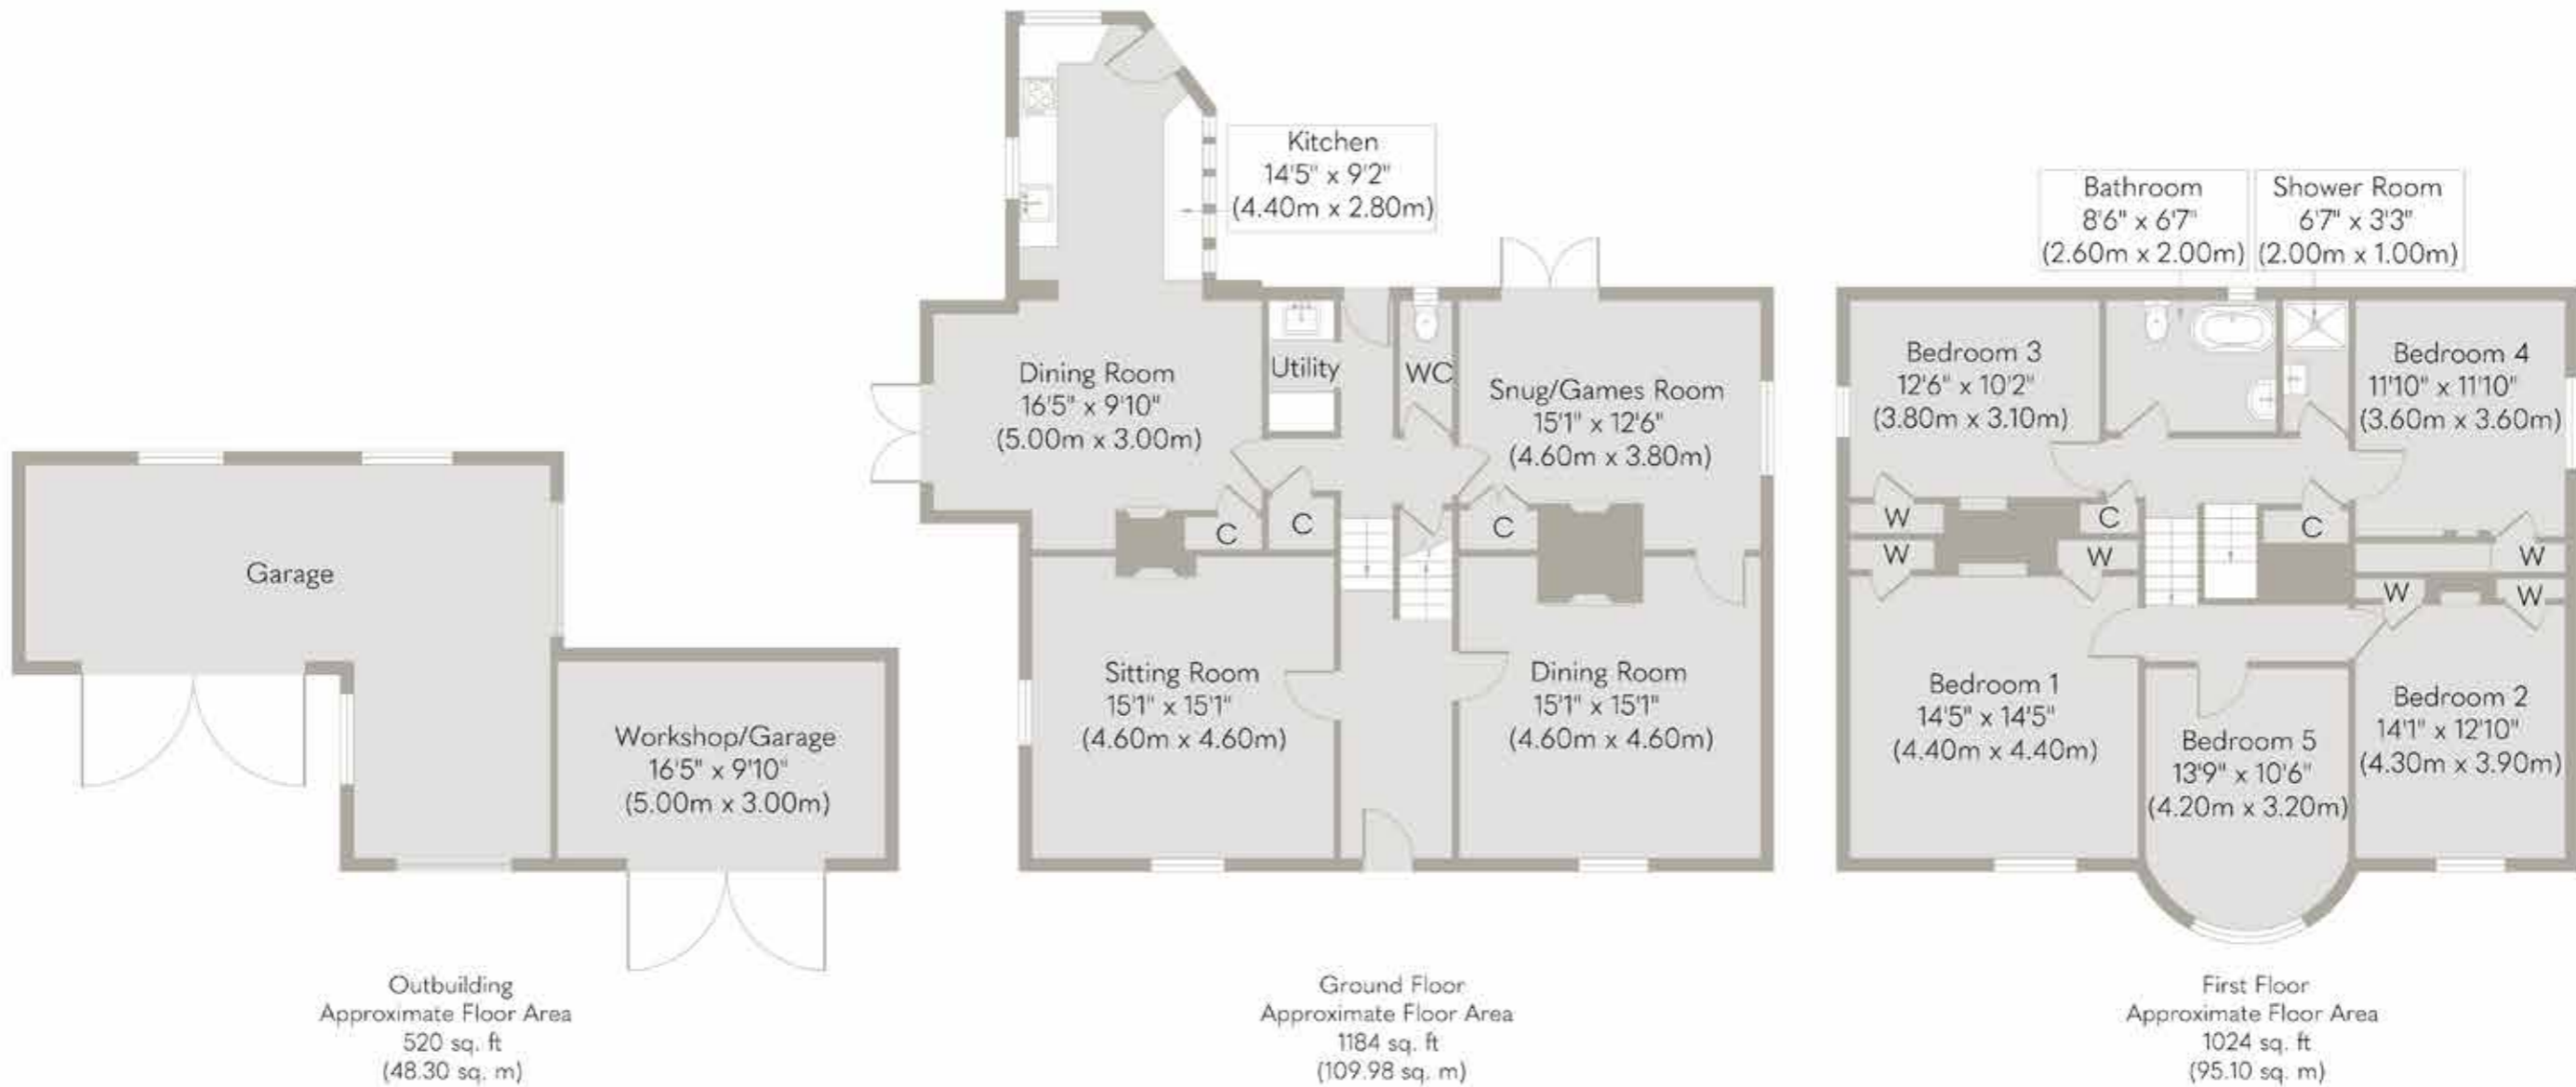 Kitchen
14'5" x 9'2"
(4.40m x 2.80m)
Dining Room
16'5" x 9'10"
(5.00m x 3.00m)
Utility
WC
Snug/Games Room
15'1" x 12'6"
(4.60m x 3.80m)
C
C
C
Sitting Room
15'1" x 15'1"
(4.60m x 4.60m)
Dining Room
15'1" x 15'1"
(4.60m x 4.60m)
Garage
Workshop/Garage
16'5" x 9'10"
(5.00m x 3.00m)
Bathroom
8'6" x 6'7"
(2.60m x 2.00m)
Shower Room
6'7" x 3'3"
(2.00m x 1.00m)
Bedroom 3
12'6" x 10'2"
(3.80m x 3.10m)
Bedroom 4
11'10" x 11'10"
(3.60m x 3.60m)
W
C
C
W
W
W
W
W
Bedroom 1
14'5" x 14'5"
(4.40m x 4.40m)
Bedroom 5
13'9" x 10'6"
(4.20m x 3.20m)
Bedroom 2
14'1" x 12'10"
(4.30m x 3.90m)
Outbuilding
Approximate Floor Area
520 sq. ft
(48.30 sq. m)
Ground Floor
Approximate Floor Area
1184 sq. ft
(109.98 sq. m)
First Floor
Approximate Floor Area
1024 sq. ft
(95.10 sq. m)